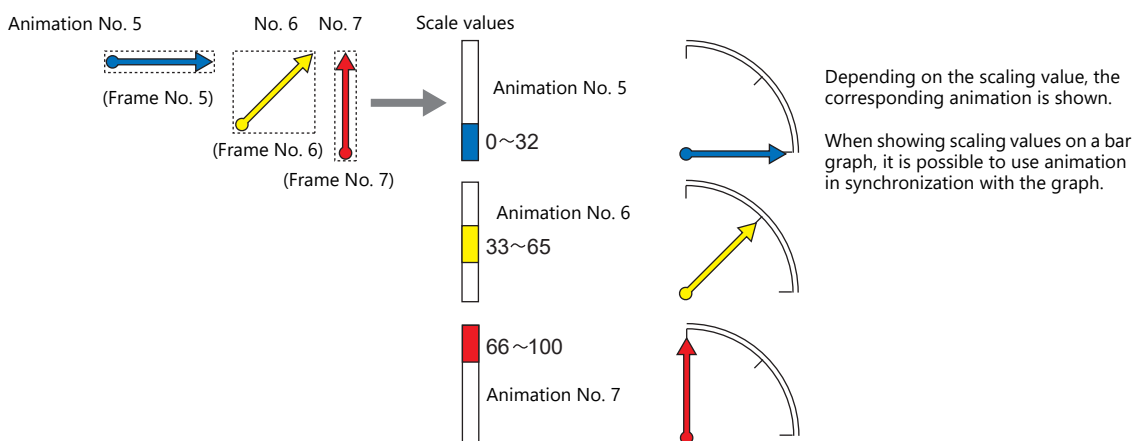 Animation No. 5
No. 6
No. 7
Scale values
(Frame No. 5)
(Frame No. 6)
(Frame No. 7)
Animation No. 5
0～32
Animation No. 6
33～65
66～100
Animation No. 7
Depending on the scaling value, the
corresponding animation is shown.
When showing scaling values on a bar
graph, it is possible to use animation
in synchronization with the graph.